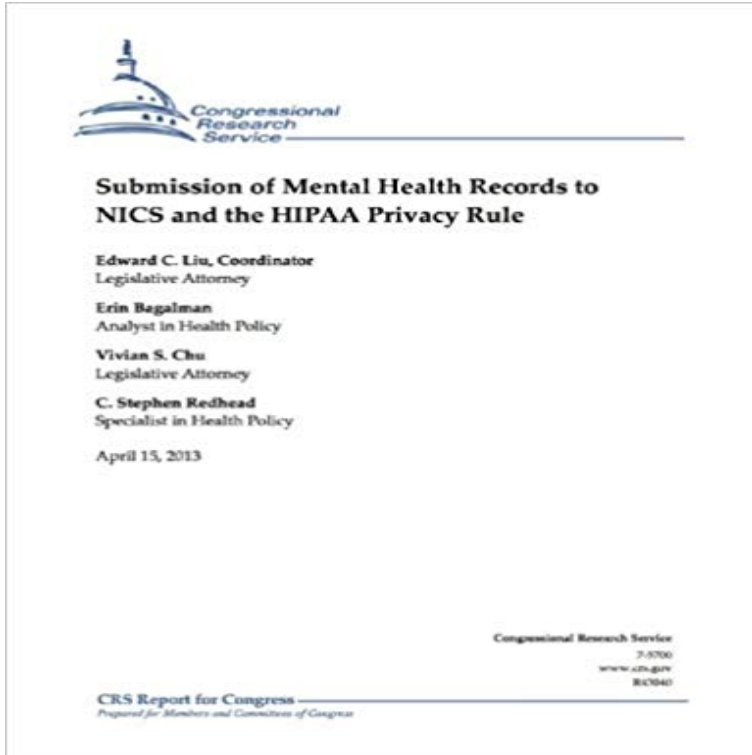 Congressional
Research
Service
Submission of Mental Health Records to
NICS and the HIPAA Privacy Rule
Edward C. Liu, Coordinator
Legislative Attorney
Erin Bagalman
Analyst in Health Policy
Vivian S. Chu
Legislative Attorney
C. Stephen Redhead
Specialist in Health Policy
April 15, 2013
Congressional Research Service
7-5700
www.crs.gov
R43040
CRS Report for Congress
Prepared for Members and Committees of Congress